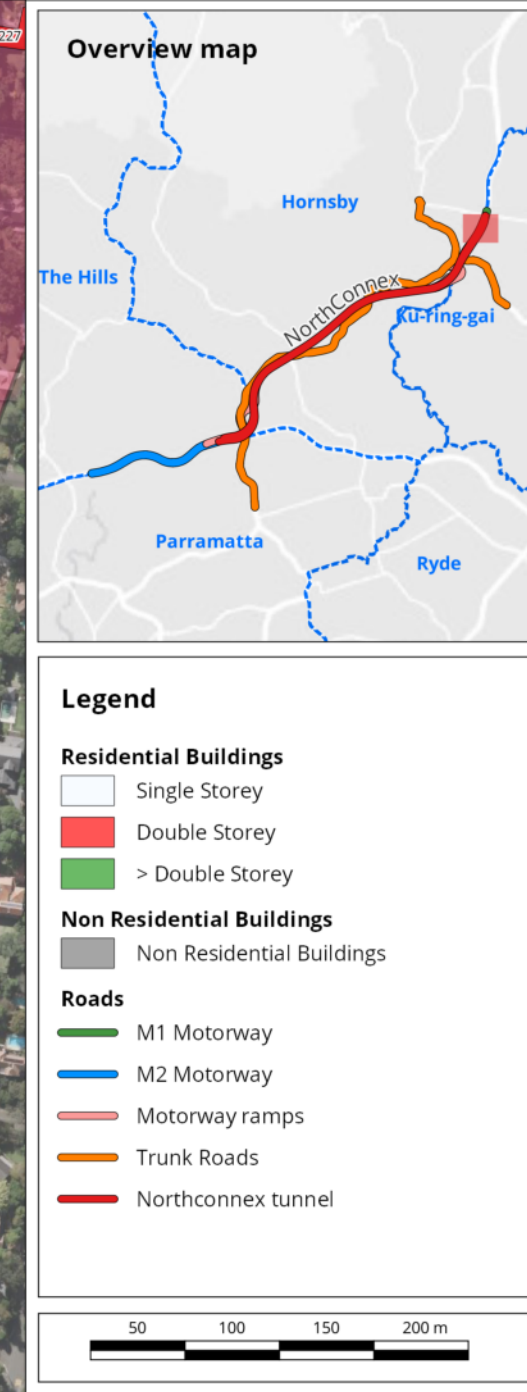 227
Overview map
Hornsby
The Hills
NorthConnex
Ku-ring-gai
Parramatta
Ryde
Legend
Residential Buildings
Single Storey
Double Storey
> Double Storey
Non Residential Buildings
Non Residential Buildings
Roads
M1 Motorway
M2 Motorway
Motorway ramps
Trunk Roads
Northconnex tunnel
50 100 150 200 m